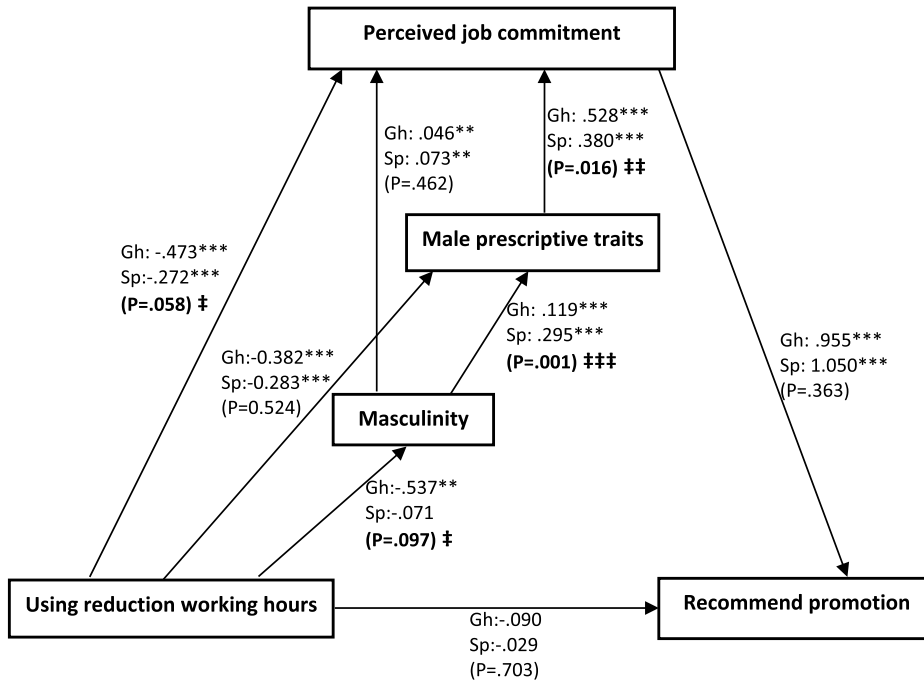 Perceived job commitment
Gh: .046**
Sp: .073**
(P=.462)
Gh: .528***
Sp: .380***
(P=.016) ‡‡
Male prescriptive traits
Gh: -.473***
Sp:-.272***
(P=.058) ‡
Gh: .119***
Sp: .295***
(P=.001) ‡‡‡
Gh:-0.382***
Sp:-0.283***
(P=0.524)
Gh: .955***
Sp: 1.050***
(P=.363)
Masculinity
Gh:-.537**
Sp:-.071
(P=.097) ‡
Using reduction working hours
Recommend promotion
Gh:-.090
Sp:-.029
(P=.703)